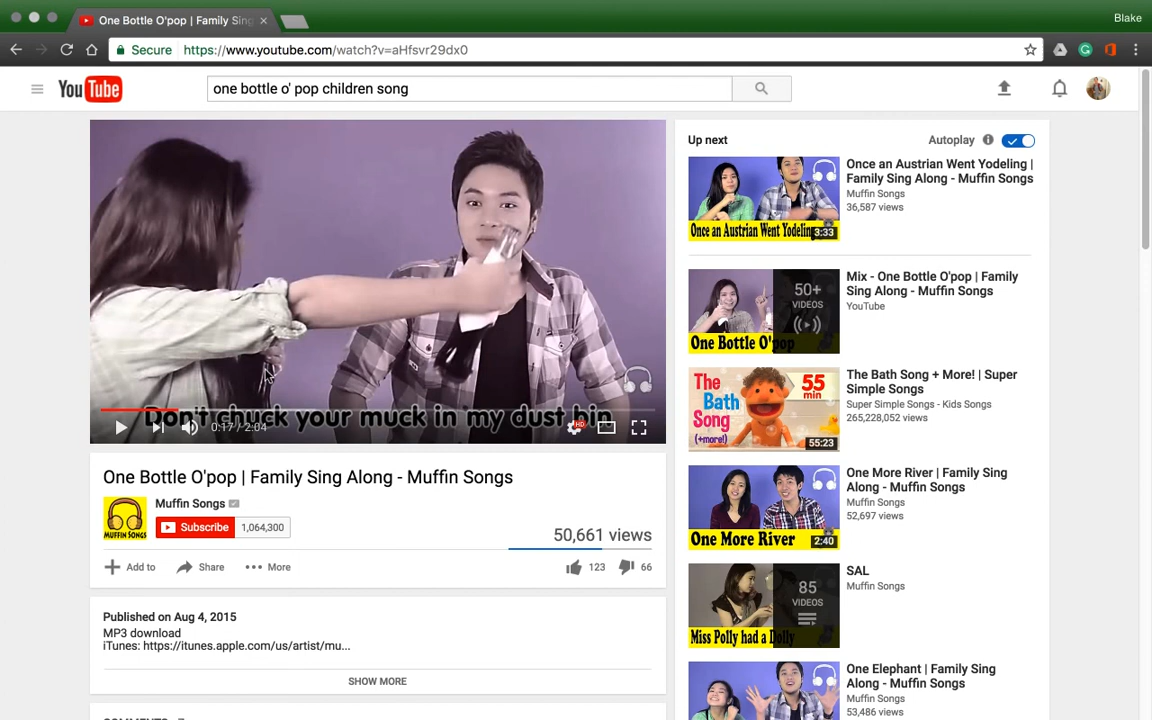 One Bottle O'pop | Family Sing
Blake
Secure https://www.youtube.com/watch?v=aHfsvr29dx0
YouTube
one bottle o' pop children song
Don't chuck your muck in my dust bin
0:17 / 2:04
HD
One Bottle O'pop | Family Sing Along - Muffin Songs
MUFFIN SONGS
Muffin Songs
Subscribe 1,064,300
50,661 views
Add to Share More
123 66
Published on Aug 4, 2015
MP3 download
iTunes: https://itunes.apple.com/us/artist/mu...
SHOW MORE
Up next
Autoplay
Once an Austrian Went Yodeling
3:33
Once an Austrian Went Yodeling |
Family Sing Along - Muffin Songs
Muffin Songs
36,587 views
50+
VIDEOS
One Bottle O'pop
Mix - One Bottle O'pop | Family
Sing Along - Muffin Songs
YouTube
The
Bath
Song
(+more!)
55
min
55:23
The Bath Song + More! | Super
Simple Songs
Super Simple Songs - Kids Songs
265,228,052 views
One More River
2:40
One More River | Family Sing
Along - Muffin Songs
Muffin Songs
52,697 views
85
VIDEOS
Miss Polly had a Dolly
SAL
Muffin Songs
One Elephant | Family Sing
Along - Muffin Songs
Muffin Songs
53,486 views